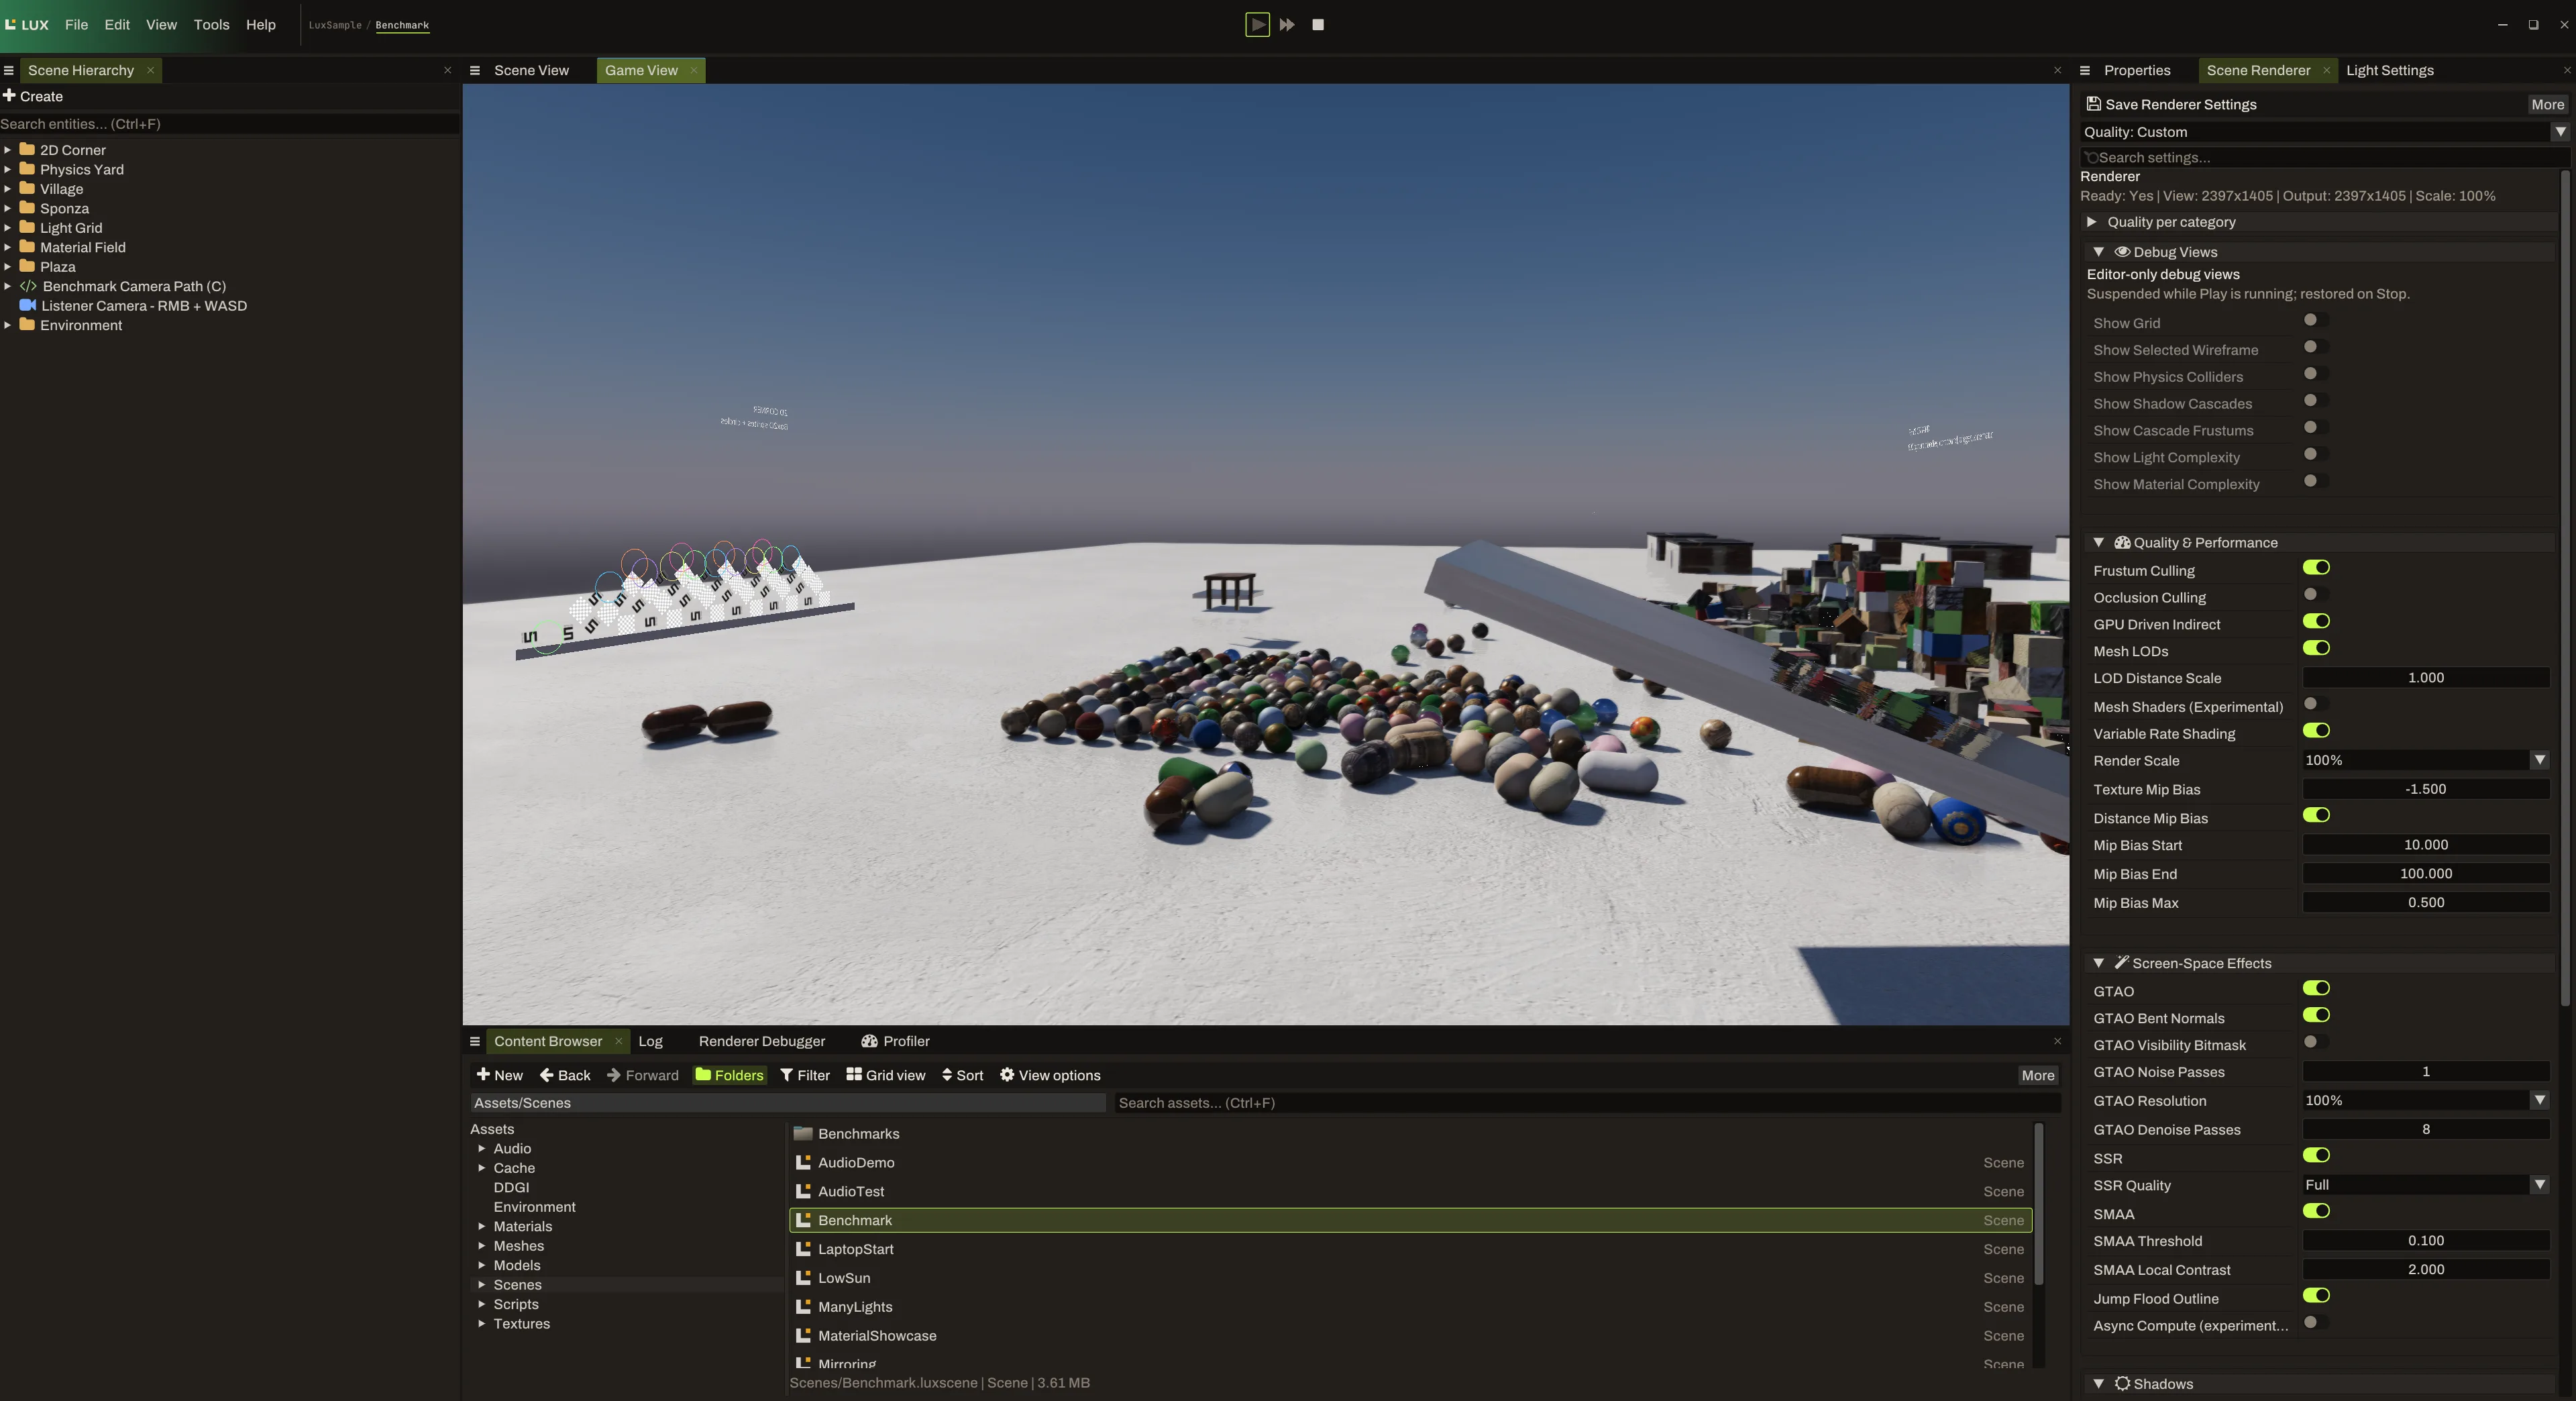 LUX File Edit View Tools Help LuxSample / Benchmark
Scene Hierarchy
Create
Search entities... (Ctrl+F)
2D Corner
Physics Yard
Village
Sponza
Light Grid
Material Field
Plaza
Benchmark Camera Path (C)
Listener Camera - RMB + WASD
Environment
Scene View Game View
2D CORNER
Content Browser Log Renderer Debugger Profiler
New Back Forward Folders Filter Grid view Sort View options More
Assets/Scenes Search assets... (Ctrl+F)
Assets
Audio
Cache
DDGI
Environment
Materials
Meshes
Models
Scenes
Scripts
Textures
Benchmarks
AudioDemo Scene
AudioTest Scene
Benchmark Scene
LaptopStart Scene
LowSun Scene
ManyLights Scene
MaterialShowcase Scene
Mirroring Scene
Scenes/Benchmark.luxscene | Scene | 3.61 MB
Properties Scene Renderer Light Settings
Save Renderer Settings More
Quality: Custom
Search settings...
Renderer
Ready: Yes | View: 2397x1405 | Output: 2397x1405 | Scale: 100%
Quality per category
Debug Views
Editor-only debug views
Suspended while Play is running; restored on Stop.
Show Grid
Show Selected Wireframe
Show Physics Colliders
Show Shadow Cascades
Show Cascade Frustums
Show Light Complexity
Show Material Complexity
Quality & Performance
Frustum Culling
Occlusion Culling
GPU Driven Indirect
Mesh LODs
LOD Distance Scale 1.000
Mesh Shaders (Experimental)
Variable Rate Shading
Render Scale 100%
Texture Mip Bias -1.500
Distance Mip Bias
Mip Bias Start 10.000
Mip Bias End 100.000
Mip Bias Max 0.500
Screen-Space Effects
GTAO
GTAO Bent Normals
GTAO Visibility Bitmask
GTAO Noise Passes 1
GTAO Resolution 100%
GTAO Denoise Passes 8
SSR
SSR Quality Full
SMAA
SMAA Threshold 0.100
SMAA Local Contrast 2.000
Jump Flood Outline
Async Compute (experiment...
Shadows